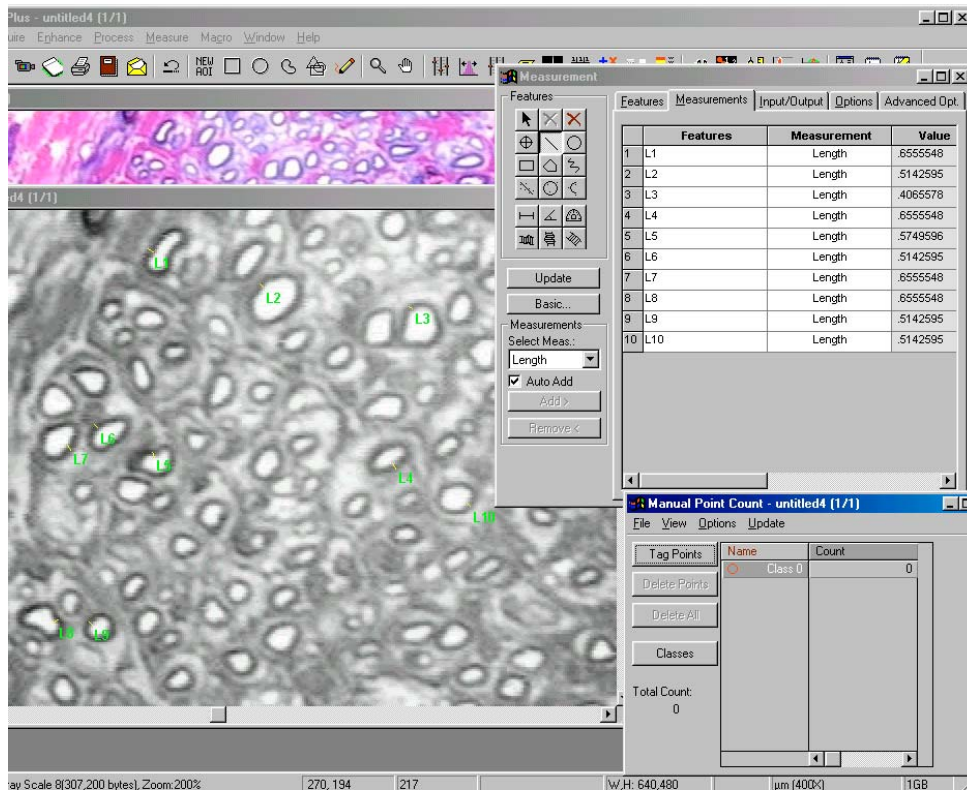 Plus - untitled4 (1/1)
uire Enhance Process Measure Macro Window Help
NEW
AOI
ed4 (1/1)
L1
L2
L3
L6
L7
L5
L4
L10
L8
L9
Measurement
Features
Update
Basic...
Measurements
Select Meas.:
Length
Auto Add
Add >
Remove <
Features Measurements Input/Output Options Advanced Opt.
Features Measurement Value
1 L1 Length .6555548
2 L2 Length .5142595
3 L3 Length .4065578
4 L4 Length .6555548
5 L5 Length .5749596
6 L6 Length .5142595
7 L7 Length .6555548
8 L8 Length .6555548
9 L9 Length .5142595
10 L10 Length .5142595
Manual Point Count - untitled4 (1/1)
File View Options Update
Tag Points
Delete Points
Delete All
Classes
Total Count:
0
Name Count
Class 0 0
ray Scale 8(307,200 bytes), Zoom:200% 270, 194 217 W,H: 640,480 µm (400X) 1GB